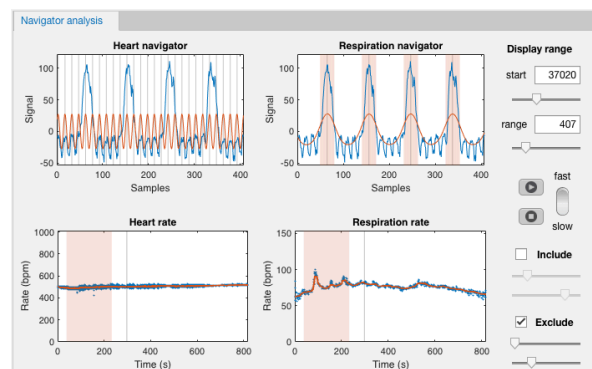 Navigator analysis
Heart navigator
Respiration navigator
Display range
Signal
100
50
0
-50
0 100 200 300 400
Samples
Signal
100
50
0
-50
0 100 200 300 400
Samples
start 37020
range 407
fast
slow
Heart rate
Respiration rate
Rate (bpm)
1000
800
600
400
200
0
0 200 400 600 800
Time (s)
Rate (bpm)
150
100
50
0
0 200 400 600 800
Time (s)
Include
Exclude